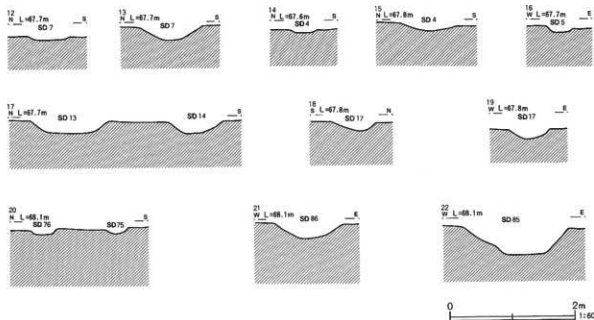 12
N L=67.7m S
SD 7
13
N L=67.7m S
SD 7
14
N L=67.6m S
SD 4
15
N L=67.8m S
SD 4
16
W L=67.7m E
SD 5
17
N L=67.7m S
SD 13 SD 14
18
S L=67.8m N
SD 17
19
W L=67.8m E
SD 17
20
N L=68.1m S
SD 76 SD 75
21
W L=68.1m E
SD 86
22
W L=68.1m E
SD 85
0 2m
1:60